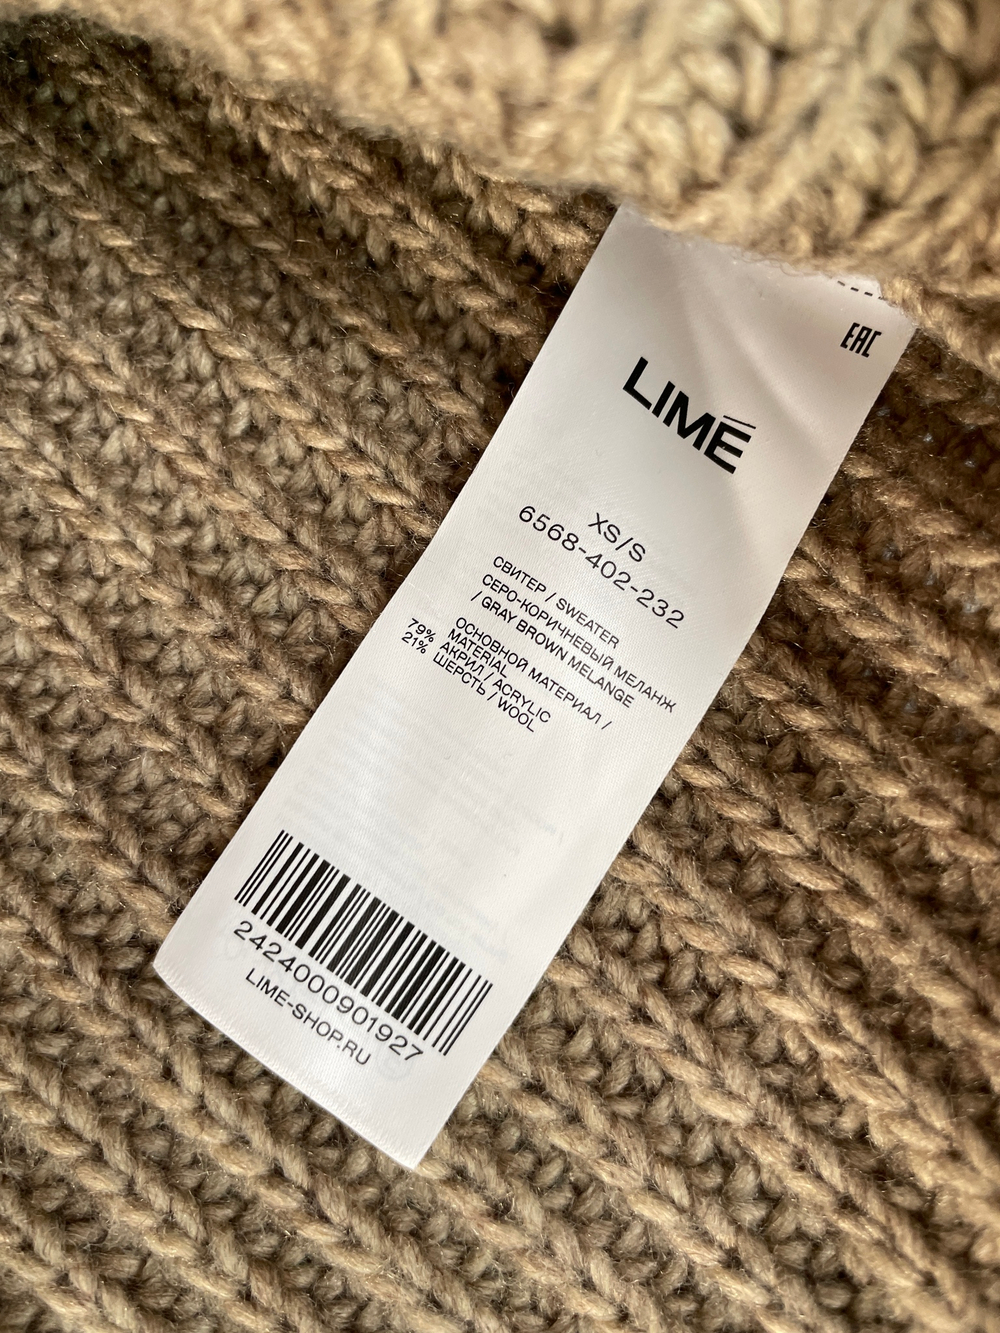 EAC
LIMÉ
XS/S
6568-402-232
СВИТЕР / SWEATER
СЕРО-КОРИЧНЕВЫЙ МЕЛАНЖ
/ GRAY BROWN MELANGE
ОСНОВНОЙ МАТЕРИАЛ /
MATERIAL
79% АКРИЛ / ACRYLIC
21% ШЕРСТЬ / WOOL
2424000901927
LIME-SHOP.RU